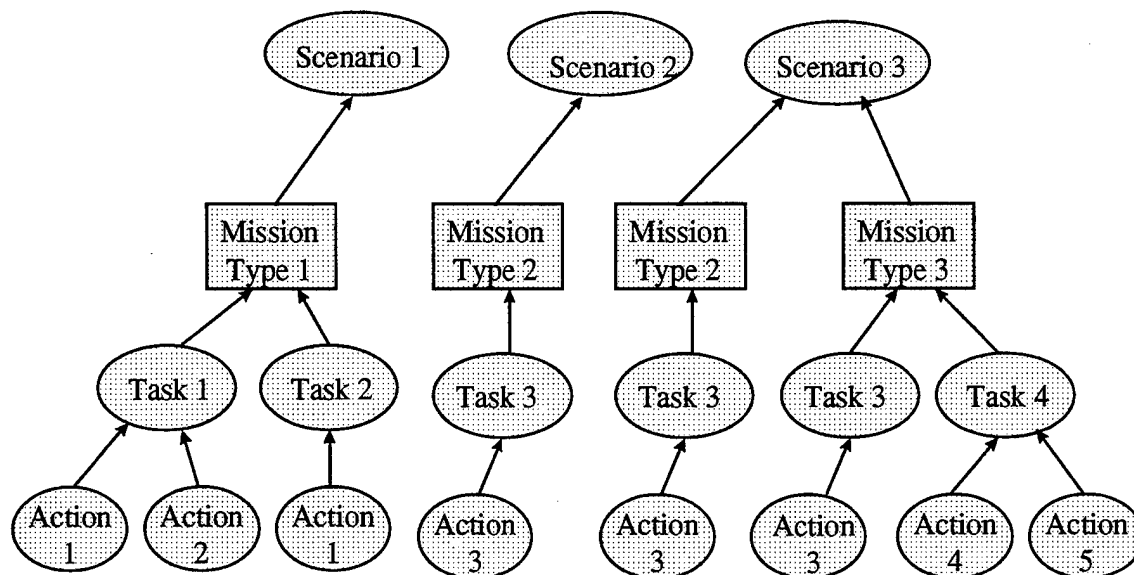 Scenario 1
Scenario 2
Scenario 3
Mission
Type 1
Mission
Type 2
Mission
Type 2
Mission
Type 3
Task 1
Task 2
Task 3
Task 3
Task 3
Task 4
Action
1
Action
2
Action
1
Action
3
Action
3
Action
3
Action
4
Action
5